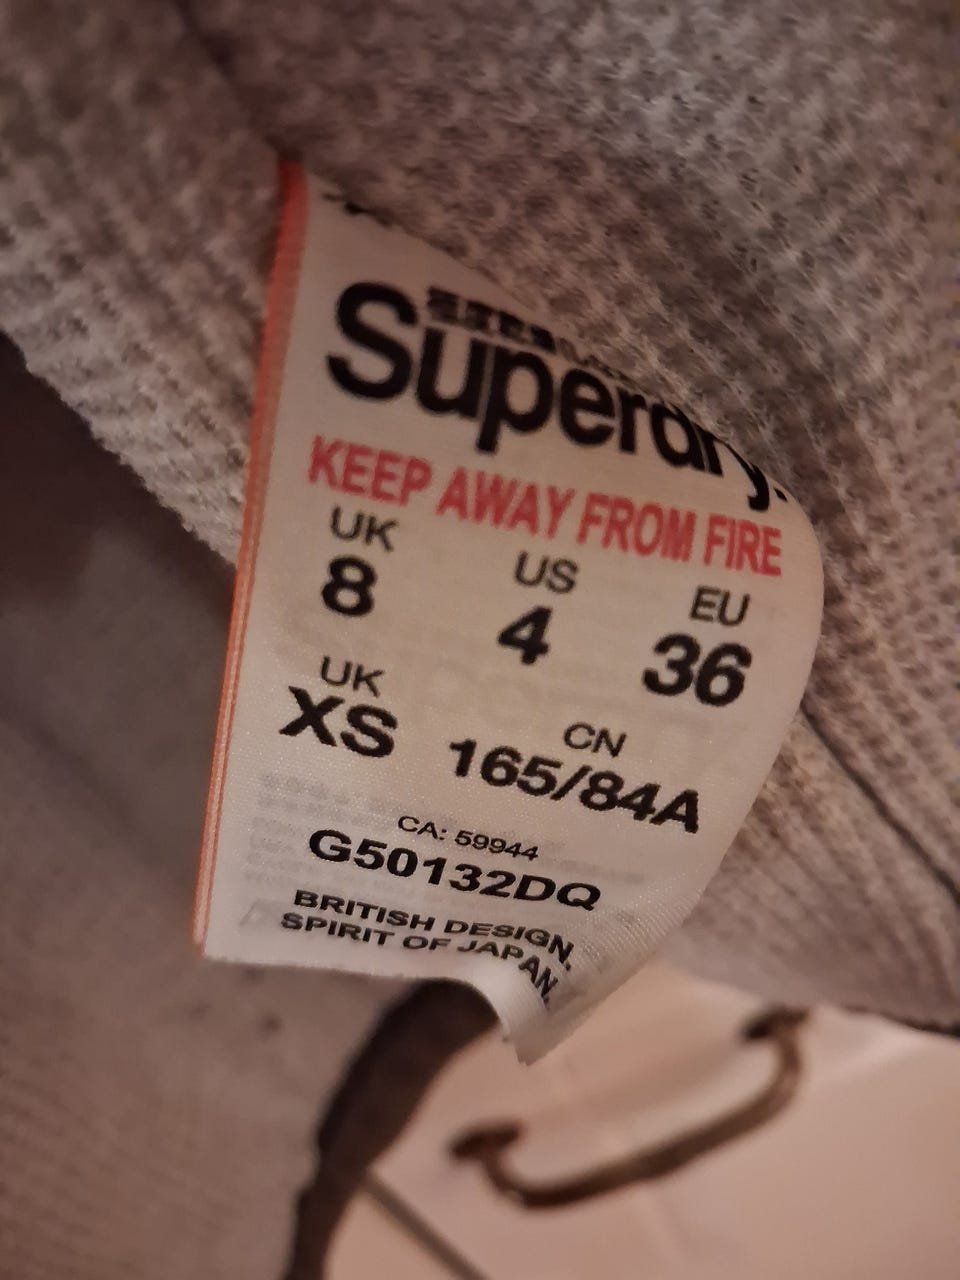 Superdry.
KEEP AWAY FROM FIRE
UK US EU
8 4 36
UK CN
XS 165/84A
CA: 59944
G50132DQ
BRITISH DESIGN.
SPIRIT OF JAPAN.